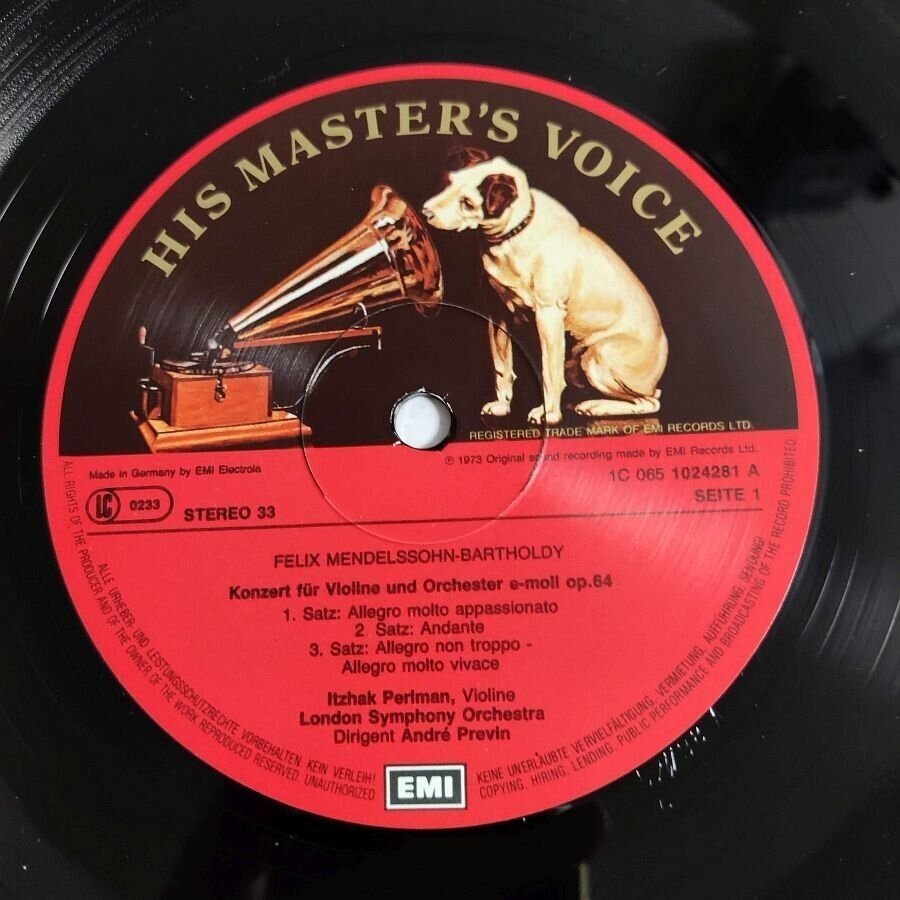 HIS MASTER'S VOICE
REGISTERED TRADE MARK OF EMI RECORDS LTD.
℗ 1973 Original sound recording made by EMI Records Ltd.
Made in Germany by EMI Electrola
1C 065 1024281 A
LC 0233
STEREO 33
SEITE 1
FELIX MENDELSSOHN-BARTHOLDY
Konzert für Violine und Orchester e-moll op.64
1. Satz: Allegro molto appassionato
2. Satz: Andante
3. Satz: Allegro non troppo -
Allegro molto vivace
Itzhak Perlman, Violine
London Symphony Orchestra
Dirigent André Previn
EMI
ALLE URHEBER- UND LEISTUNGSSCHUTZRECHTE VORBEHALTEN. KEIN VERLEIH! KEINE UNERLAUBTE VERVIELFÄLTIGUNG, VERMIETUNG, AUFFÜHRUNG, SENDUNG!
ALL RIGHTS OF THE PRODUCER AND OF THE OWNER OF THE WORK REPRODUCED RESERVED. UNAUTHORIZED COPYING, HIRING, LENDING, PUBLIC PERFORMANCE AND BROADCASTING OF THE RECORD PROHIBITED.